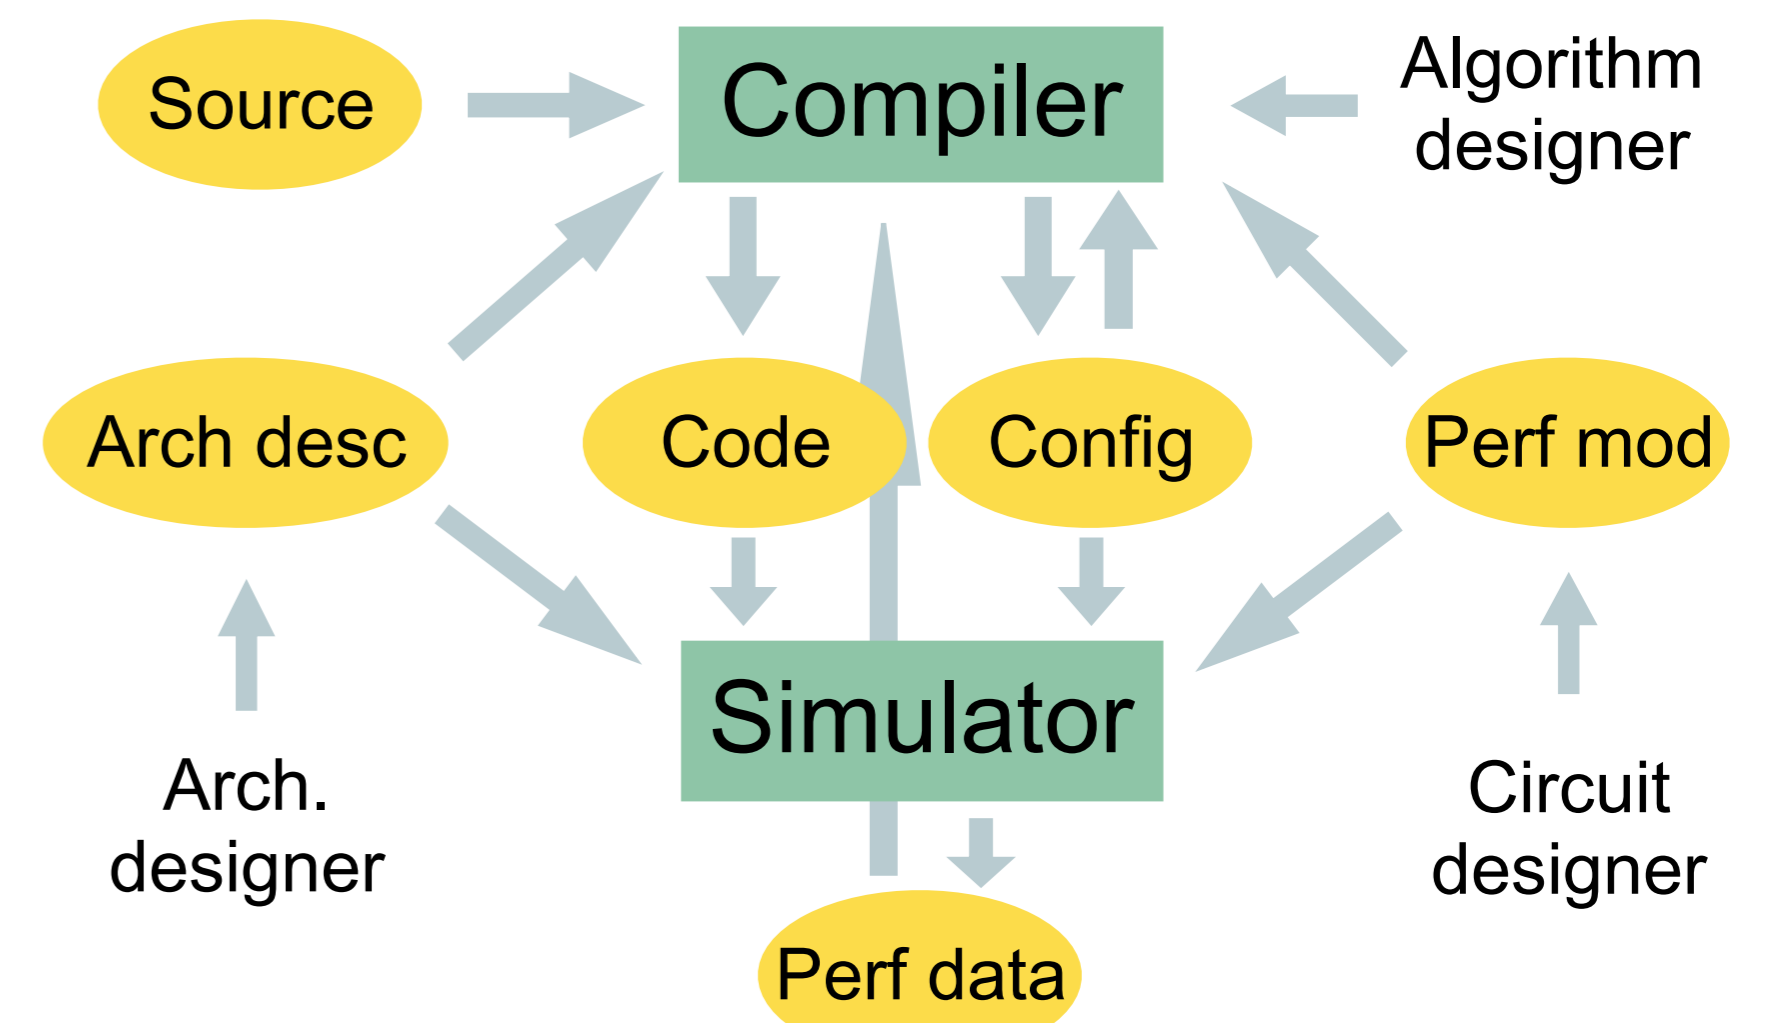 Source
Compiler
Algorithm
designer
Arch desc
Code
Config
Perf mod
Simulator
Arch.
designer
Circuit
designer
Perf data